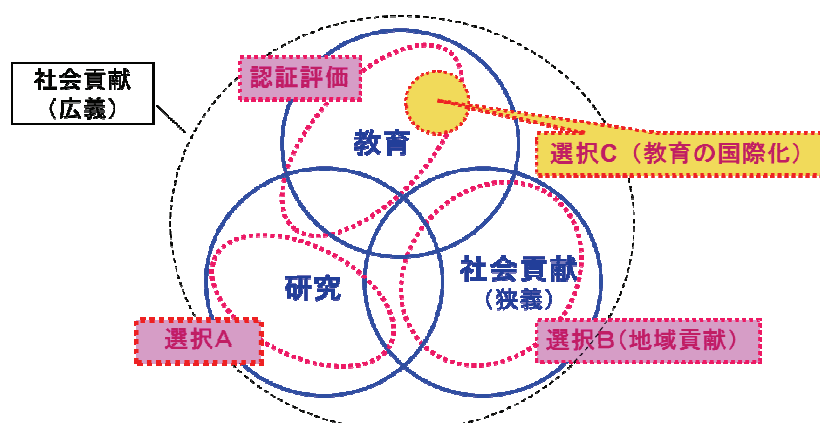 認証評価
社会貢献
（広義）
教育
選択C（教育の国際化）
社会貢献
（狭義）
研究
選択A
選択B（地域貢献）